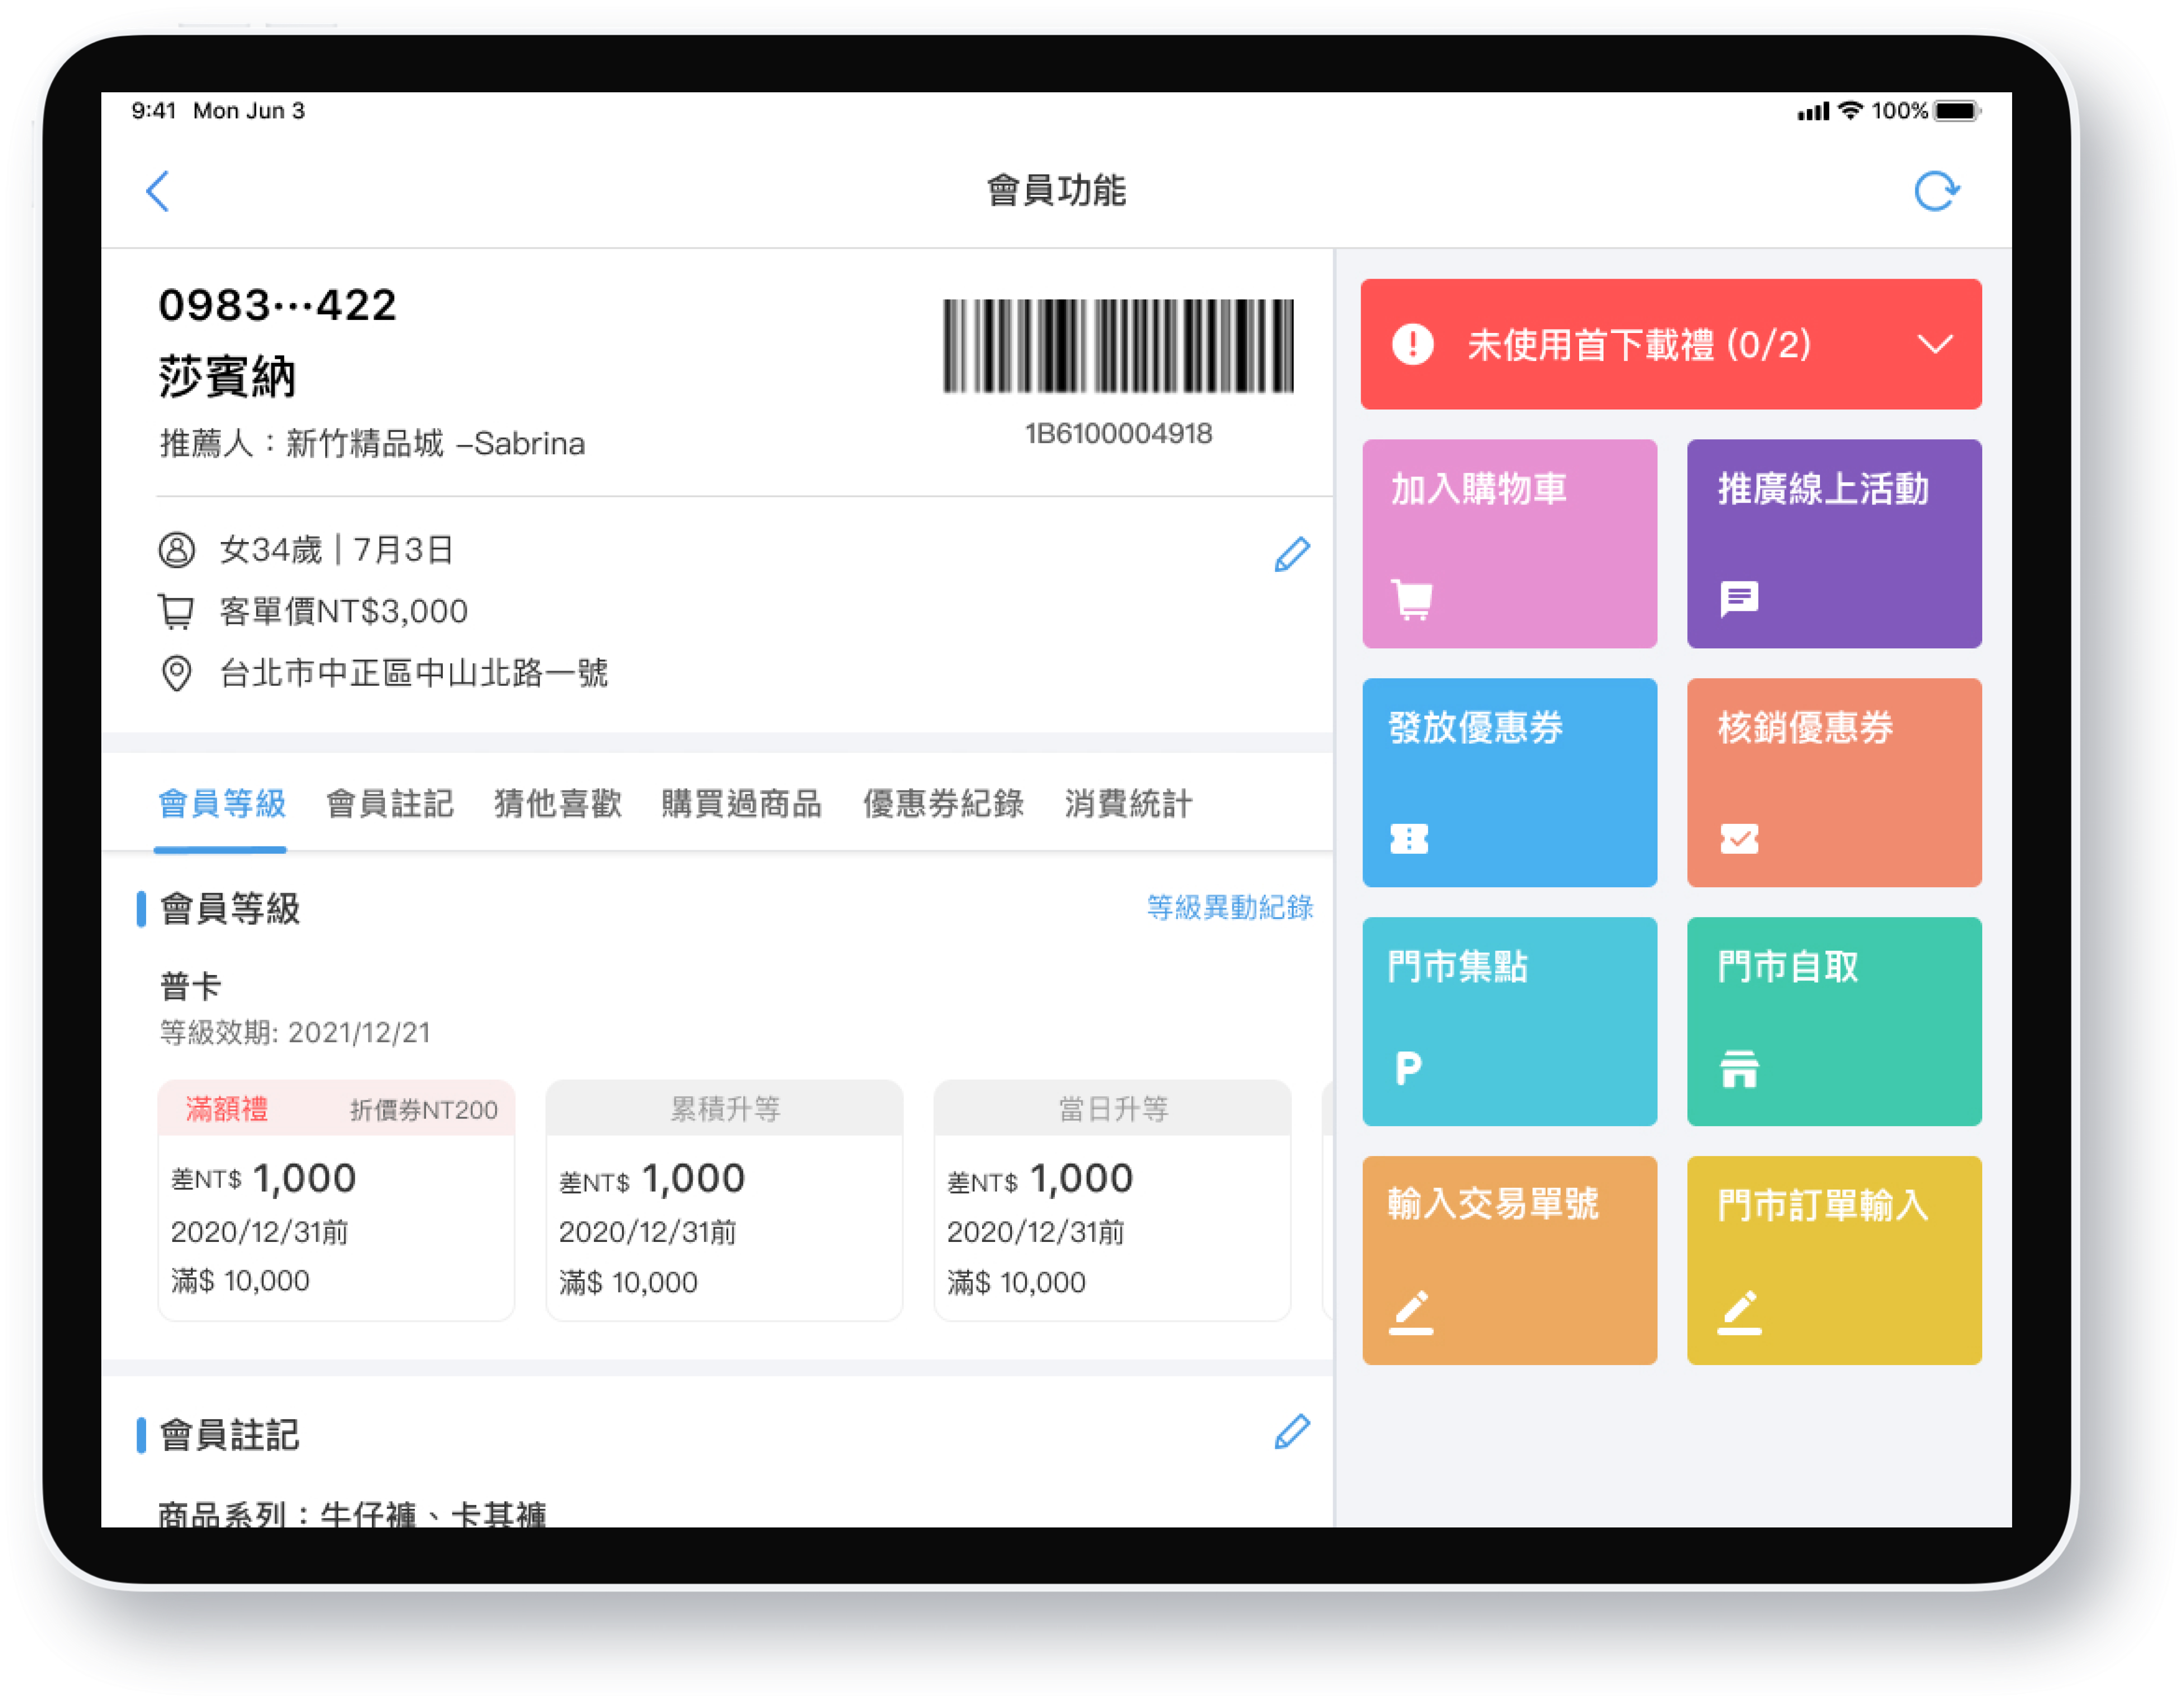 9:41 Mon Jun 3
100%
會員功能
0983…422
莎賓納
推薦人：新竹精品城 –Sabrina
1B6100004918
女34歲 | 7月3日
客單價NT$3,000
台北市中正區中山北路一號
會員等級 會員註記 猜他喜歡 購買過商品 優惠券紀錄 消費統計
會員等級
等級異動紀錄
普卡
等級效期: 2021/12/21
滿額禮 折價券NT200
差NT$ 1,000
2020/12/31前
滿$ 10,000
累積升等
差NT$ 1,000
2020/12/31前
滿$ 10,000
當日升等
差NT$ 1,000
2020/12/31前
滿$ 10,000
會員註記
商品系列：牛仔褲、卡其褲
未使用首下載禮 (0/2)
加入購物車
推廣線上活動
發放優惠券
核銷優惠券
門市集點
P
門市自取
輸入交易單號
門市訂單輸入